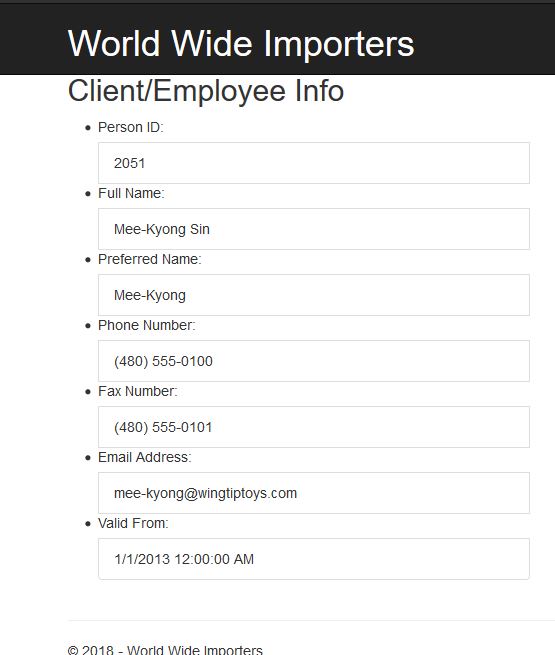 World Wide Importers
Client/Employee Info
Person ID:
2051
Full Name:
Mee-Kyong Sin
Preferred Name:
Mee-Kyong
Phone Number:
(480) 555-0100
Fax Number:
(480) 555-0101
Email Address:
mee-kyong@wingtiptoys.com
Valid From:
1/1/2013 12:00:00 AM
© 2018 - World Wide Importers